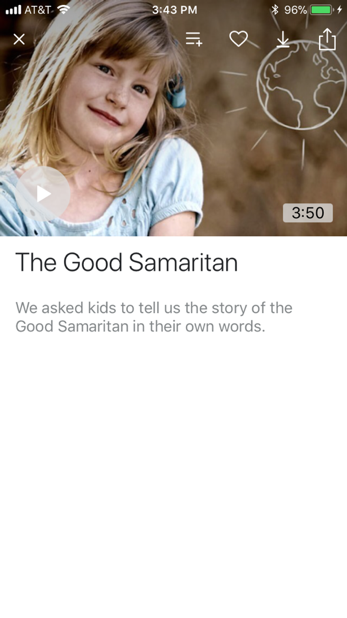 AT&T 3:43 PM 96%
3:50
The Good Samaritan
We asked kids to tell us the story of the
Good Samaritan in their own words.